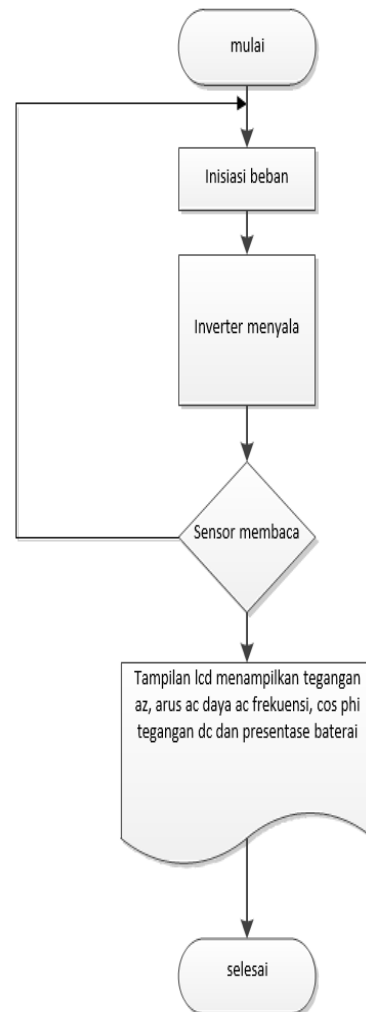 mulai
Inisiasi beban
Inverter menyala
Sensor membaca
Tampilan lcd menampilkan tegangan
az, arus ac daya ac frekuensi, cos phi
tegangan dc dan presentase baterai
selesai